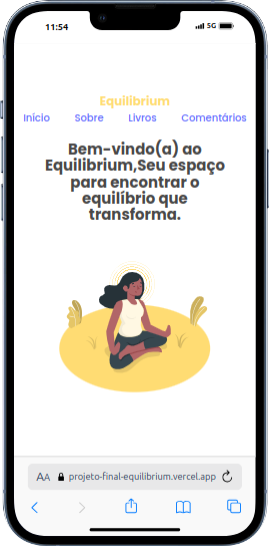 11:54
5G
Equilibrium
Início Sobre Livros Comentários
Bem-vindo(a) ao
Equilibrium,Seu espaço
para encontrar o
equilíbrio que
transforma.
AA projeto-final-equilibrium.vercel.app